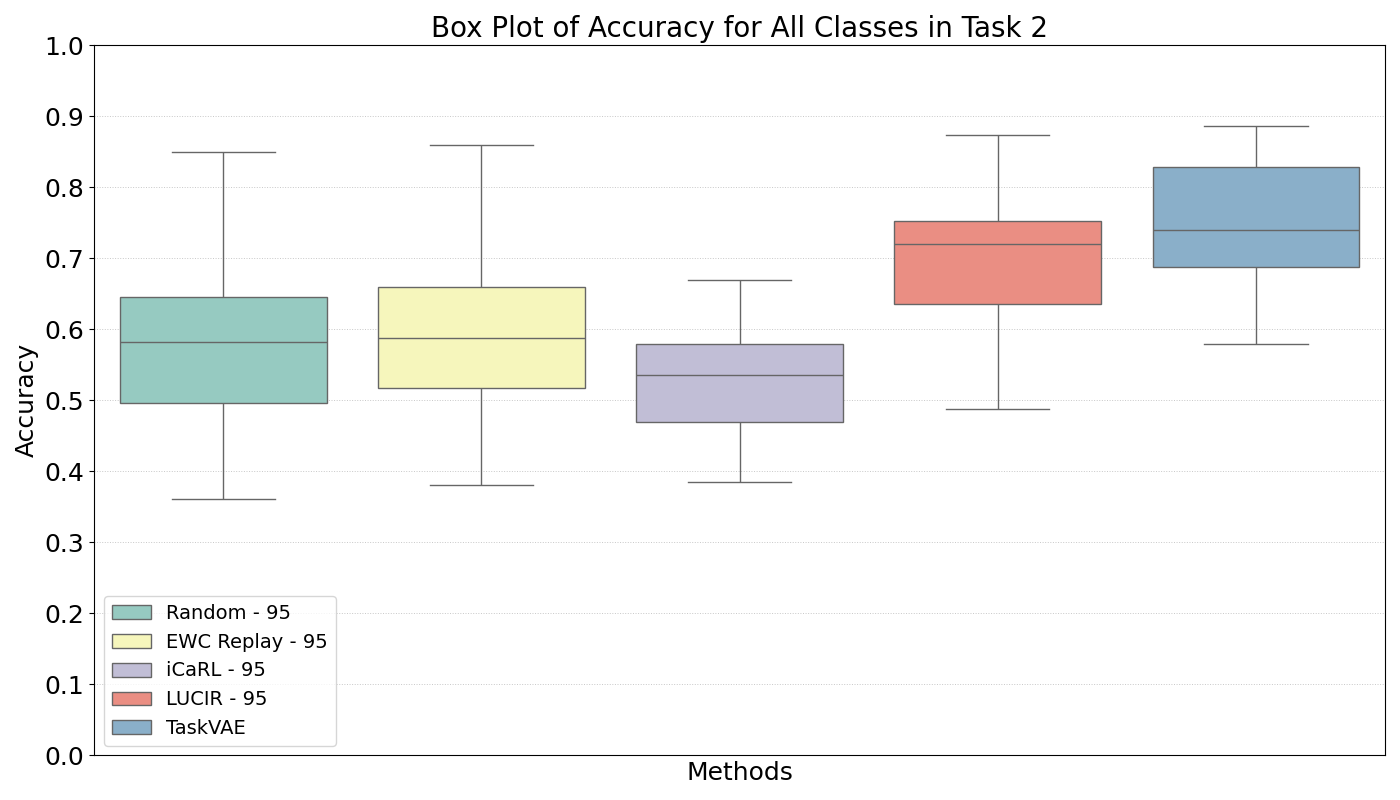 Box Plot of Accuracy for All Classes in Task 2
1.0
0.9
0.8
0.7
0.6
0.5
0.4
0.3
0.2
0.1
0.0
Accuracy
Random - 95
EWC Replay - 95
iCaRL - 95
LUCIR - 95
TaskVAE
Methods